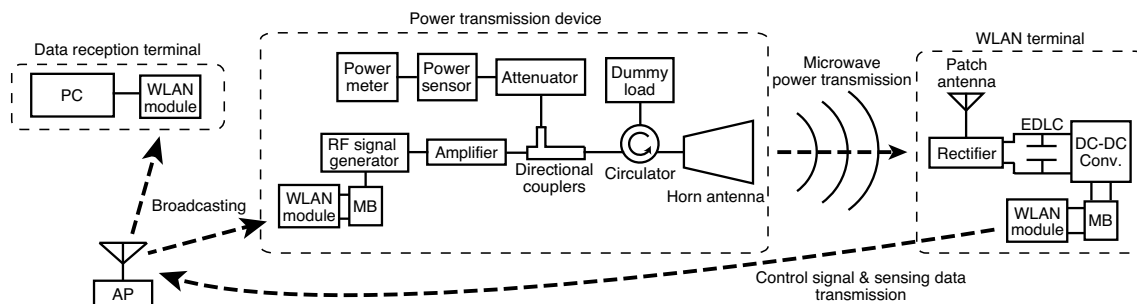 Data reception terminal
PC
WLAN
module
Broadcasting
AP
Power transmission device
Power
meter
Power
sensor
Attenuator
Dummy
load
RF signal
generator
Amplifier
Directional
couplers
Circulator
Horn antenna
WLAN
module
MB
Microwave
power transmission
WLAN terminal
Patch
antenna
EDLC
Rectifier
DC-DC
Conv.
WLAN
module
MB
Control signal & sensing data
transmission